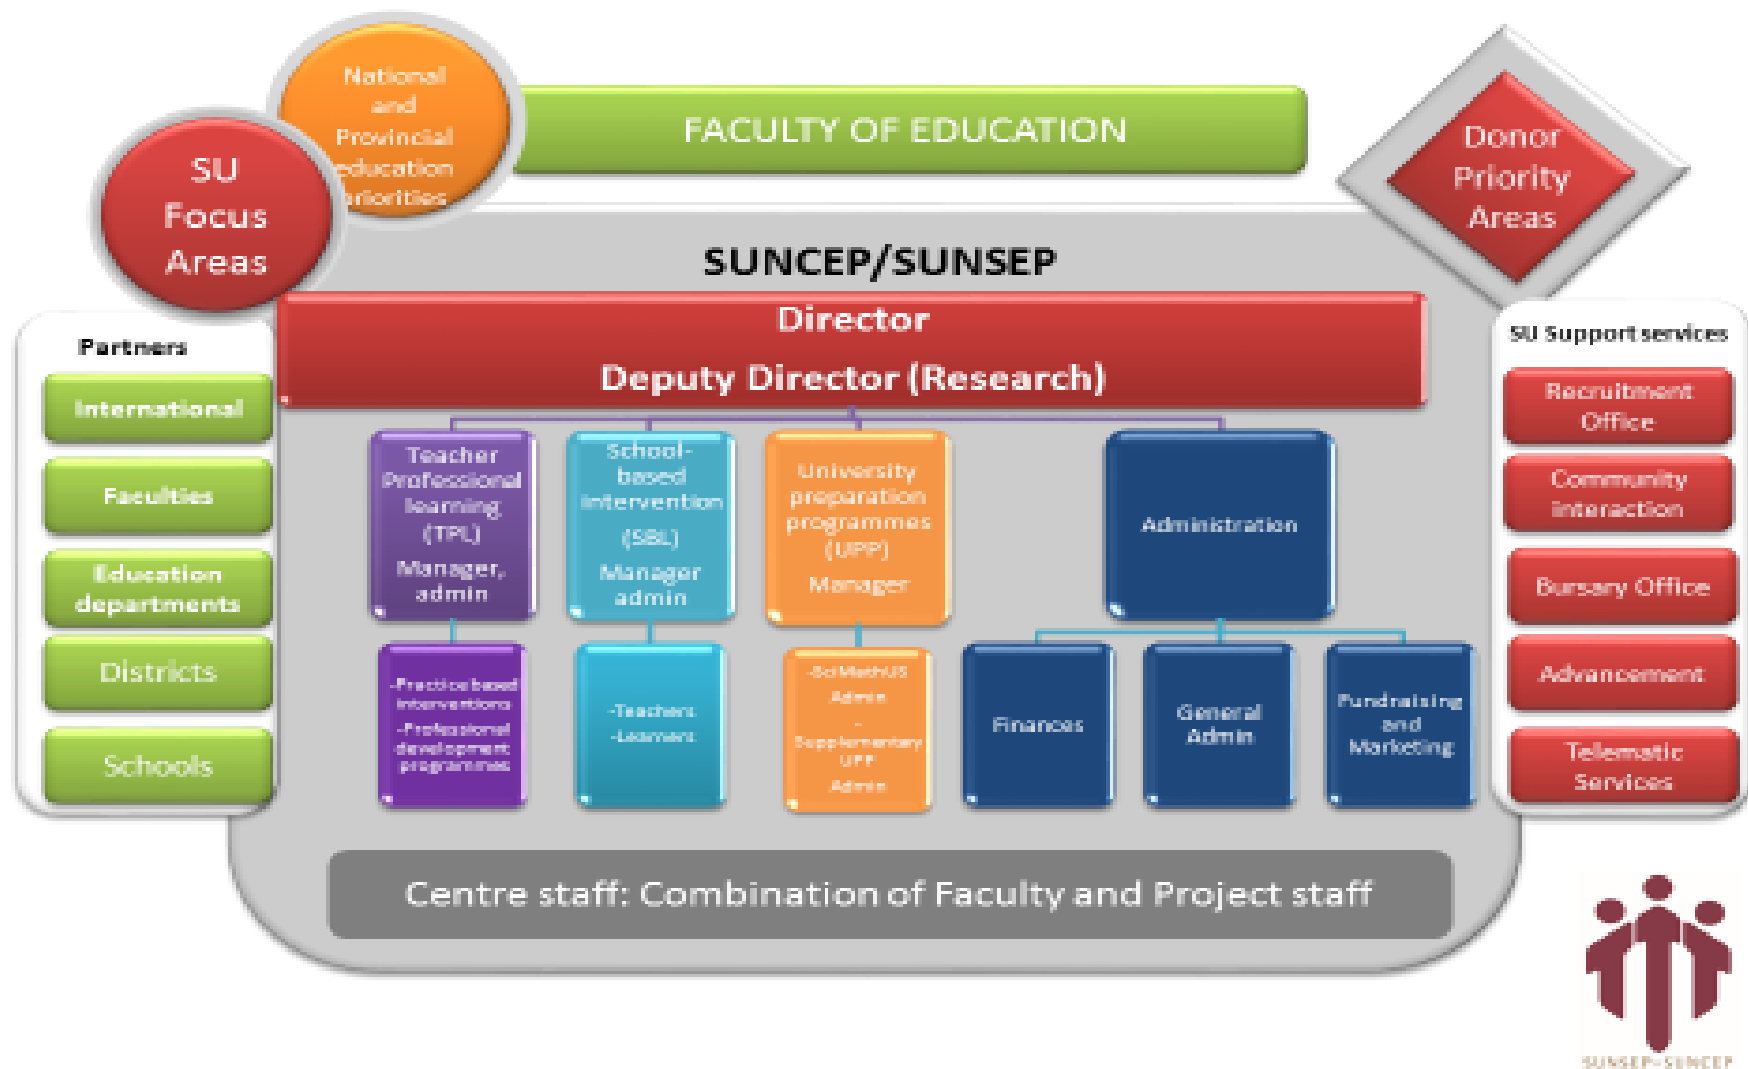 National
and
Provincial
education
priorities
FACULTY OF EDUCATION
Donor
Priority
Areas
SU
Focus
Areas
SUNCEP/SUNSEP
Director
Deputy Director (Research)
Partners
International
Faculties
Education
departments
Districts
Schools
Teacher
Professional
learning
(TPL)
Manager,
admin
School-
based
intervention
(SBL)
Manager
admin
University
preparation
programmes
(UPP)
Manager
Administration
-Practice based
interventions
-Professional
development
programmes
-Teachers
-Learners
-SciMathUS
Admin
-
Supplementary
UPP
Admin
Finances
General
Admin
Fundraising
and
Marketing
SU Support services
Recruitment
Office
Community
interaction
Bursary Office
Advancement
Telematic
Services
Centre staff: Combination of Faculty and Project staff
SUNSEP-SUNCEP